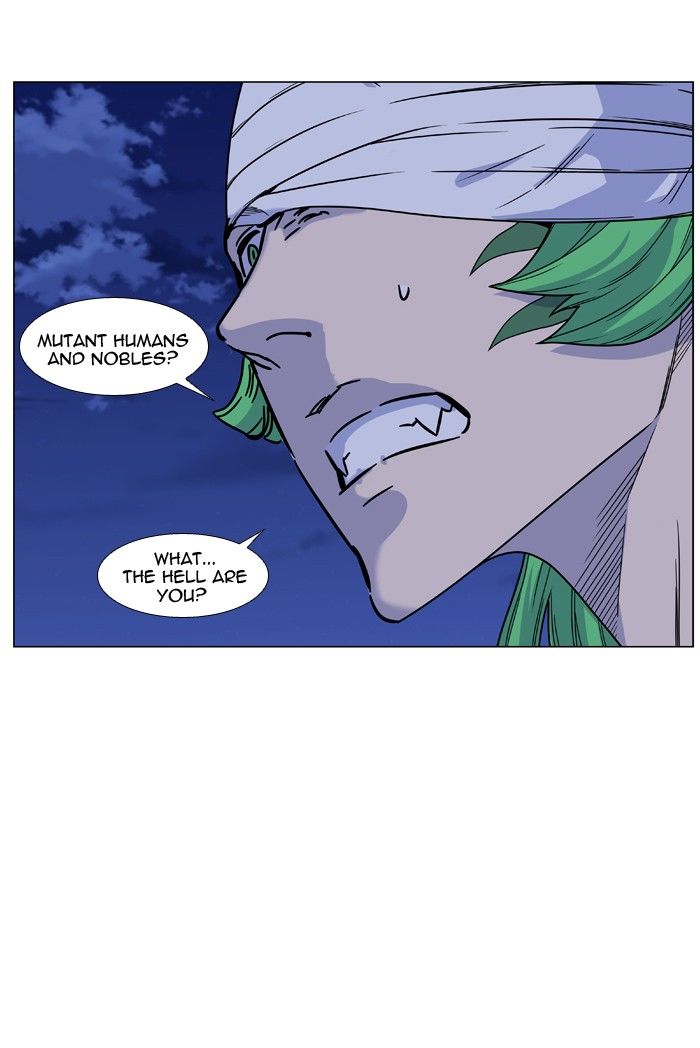 MUTANT HUMANS
AND NOBLES?
WHAT...
THE HELL ARE
YOU?